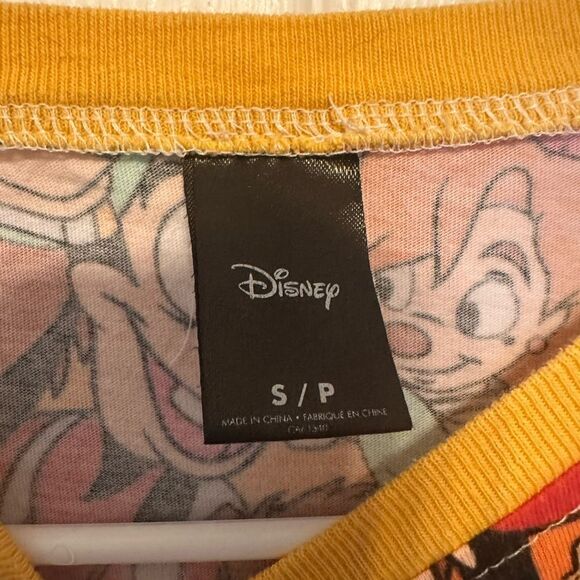 Disney
S / P
MADE IN CHINA • FABRIQUÉ EN CHINE